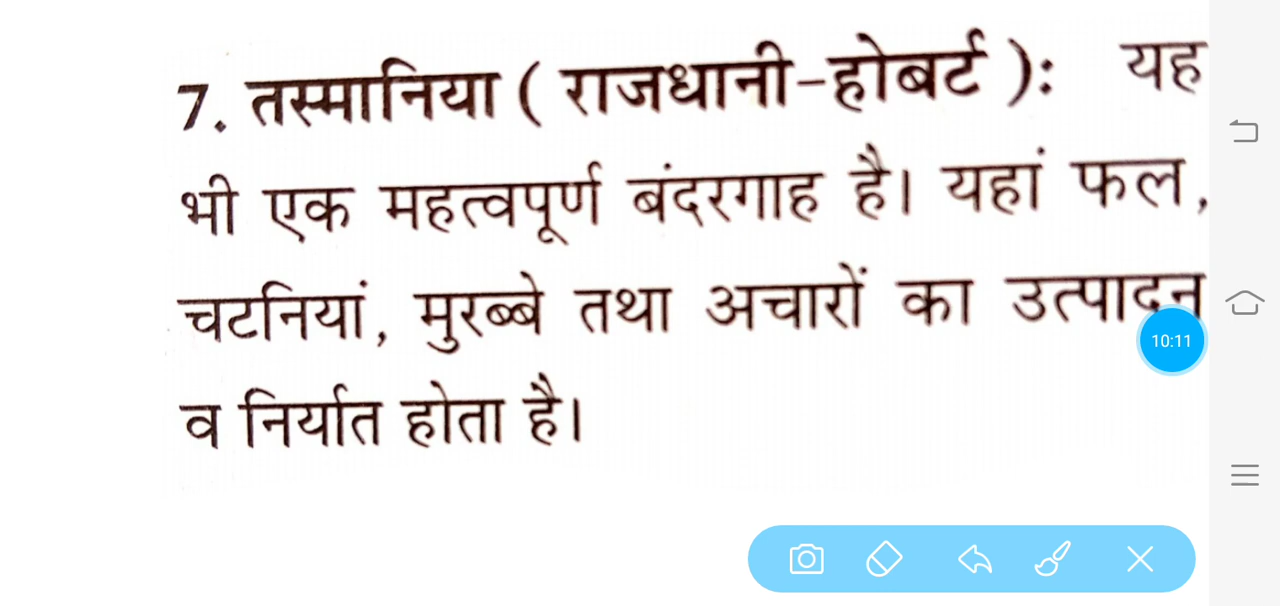 7. तस्मानिया ( राजधानी-होबर्ट ): यह
भी एक महत्वपूर्ण बंदरगाह है। यहां फल,
चटनियां, मुरब्बे तथा अचारों का उत्पादन
10:11
व निर्यात होता है।